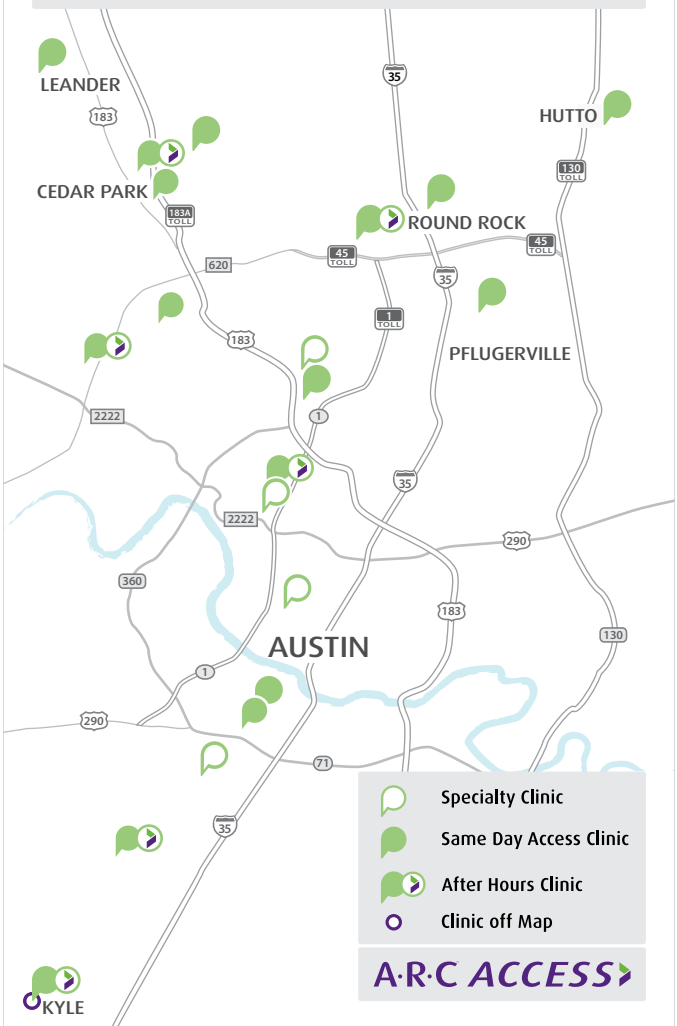 35
LEANDER
183
HUTTO
130
TOLL
CEDAR PARK
183A
TOLL
ROUND ROCK
45
TOLL
45
TOLL
620
35
1
TOLL
183
PFLUGERVILLE
2222
1
35
2222
290
360
183
AUSTIN
130
1
290
71
35
Specialty Clinic
Same Day Access Clinic
After Hours Clinic
Clinic off Map
A·R·C ACCESS
KYLE